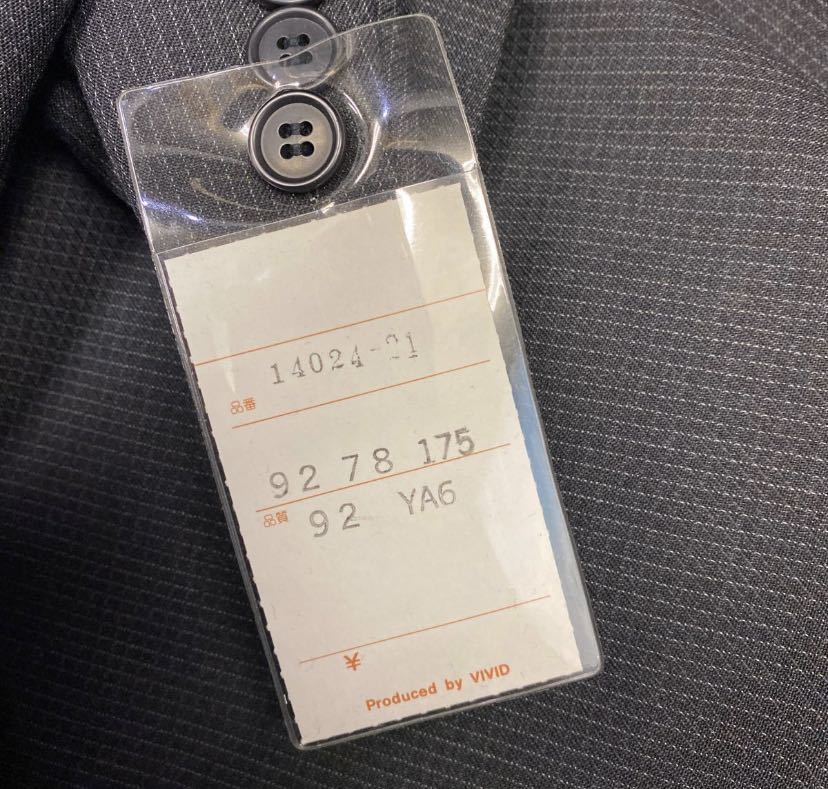 14024-21
品番
92 78 175
品質 92 YA6
¥
Produced by VIVID